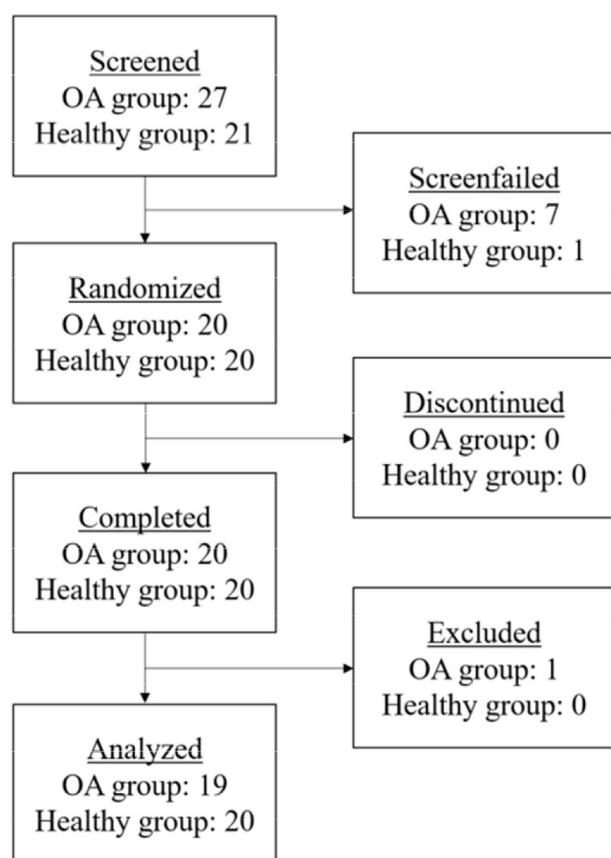 Screened
OA group: 27
Healthy group: 21
Screenfailed
OA group: 7
Healthy group: 1
Randomized
OA group: 20
Healthy group: 20
Discontinued
OA group: 0
Healthy group: 0
Completed
OA group: 20
Healthy group: 20
Excluded
OA group: 1
Healthy group: 0
Analyzed
OA group: 19
Healthy group: 20